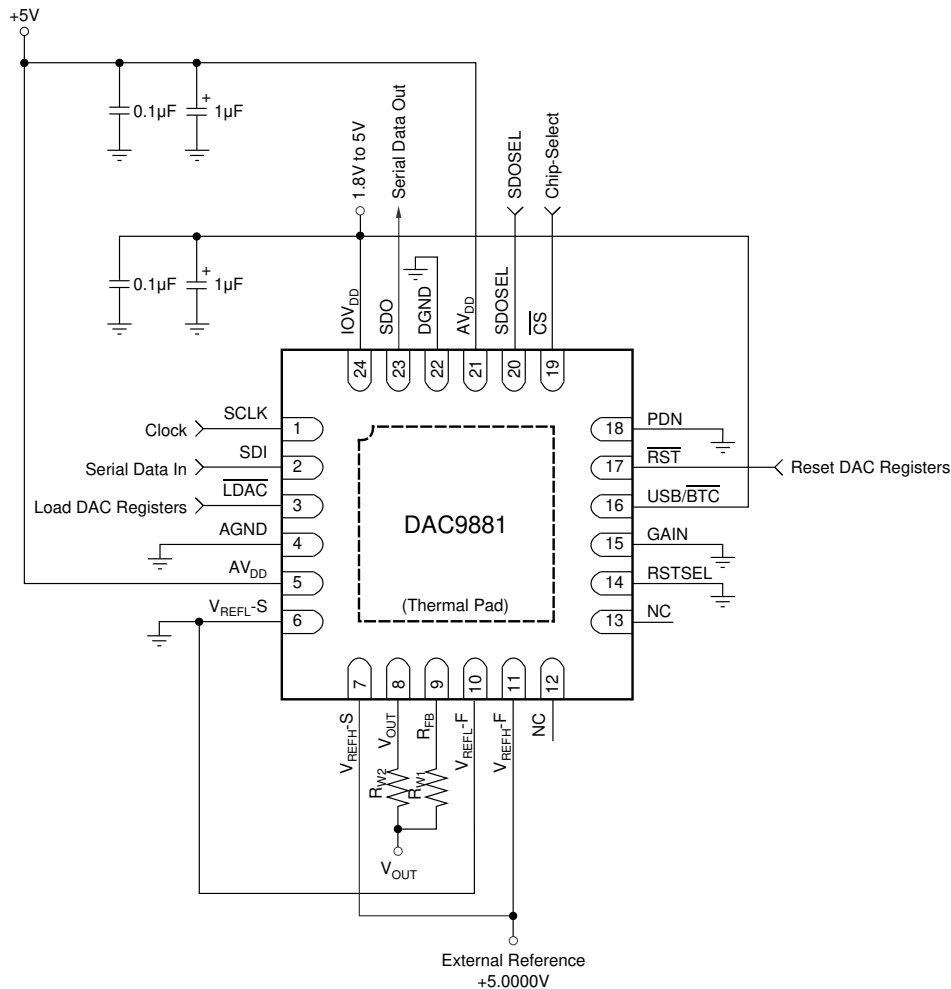 +5V
0.1µF
1µF
+
1.8V to 5V
Serial Data Out
SDOSEL
Chip-Select
0.1µF
1µF
+
IOVDD
SDO
DGND
AVDD
SDOSEL
CS
24
23
22
21
20
19
Clock
SCLK
1
Serial Data In
SDI
2
Load DAC Registers
LDAC
3
AGND
4
AVDD
5
VREFL-S
6
DAC9881
(Thermal Pad)
18
PDN
17
RST
Reset DAC Registers
16
USB/BTC
15
GAIN
14
RSTSEL
13
NC
7
8
9
10
11
12
VREFH-S
VOUT
RFB
VREFL-F
VREFH-F
NC
RW2
RW1
VOUT
External Reference
+5.0000V